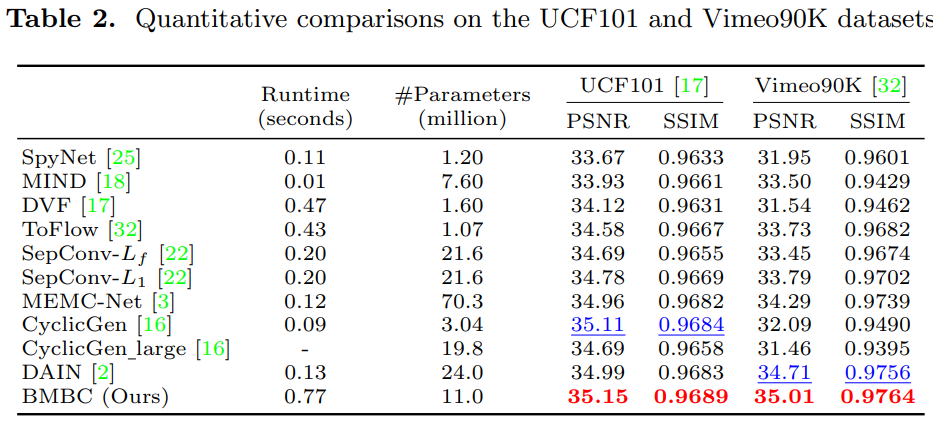 Table 2. Quantitative comparisons on the UCF101 and Vimeo90K datasets
Runtime (seconds) #Parameters (million) UCF101 [17] Vimeo90K [32]
PSNR SSIM PSNR SSIM
SpyNet [25] 0.11 1.20 33.67 0.9633 31.95 0.9601
MIND [18] 0.01 7.60 33.93 0.9661 33.50 0.9429
DVF [17] 0.47 1.60 34.12 0.9631 31.54 0.9462
ToFlow [32] 0.43 1.07 34.58 0.9667 33.73 0.9682
SepConv-Lf [22] 0.20 21.6 34.69 0.9655 33.45 0.9674
SepConv-L1 [22] 0.20 21.6 34.78 0.9669 33.79 0.9702
MEMC-Net [3] 0.12 70.3 34.96 0.9682 34.29 0.9739
CyclicGen [16] 0.09 3.04 35.11 0.9684 32.09 0.9490
CyclicGen_large [16] - 19.8 34.69 0.9658 31.46 0.9395
DAIN [2] 0.13 24.0 34.99 0.9683 34.71 0.9756
BMBC (Ours) 0.77 11.0 35.15 0.9689 35.01 0.9764